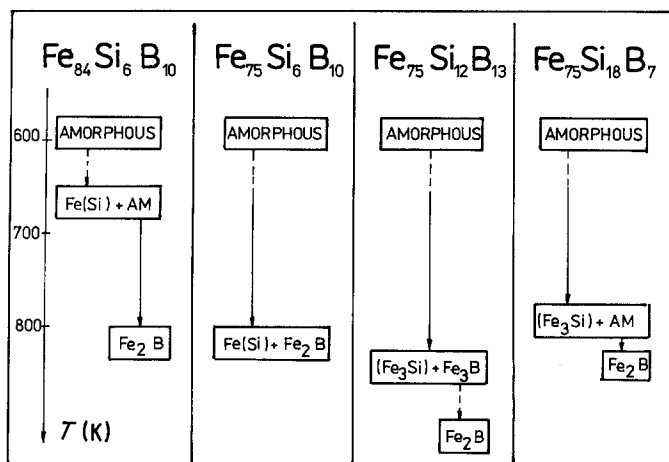 Fe₈₄Si₆B₁₀
Fe₇₅Si₆B₁₀
Fe₇₅Si₁₂B₁₃
Fe₇₅Si₁₈B₇
600
700
800
T (K)
AMORPHOUS
Fe(Si) + AM
Fe₂B
AMORPHOUS
Fe(Si) + Fe₂B
AMORPHOUS
(Fe₃Si) + Fe₃B
Fe₂B
AMORPHOUS
(Fe₃Si) + AM
Fe₂B